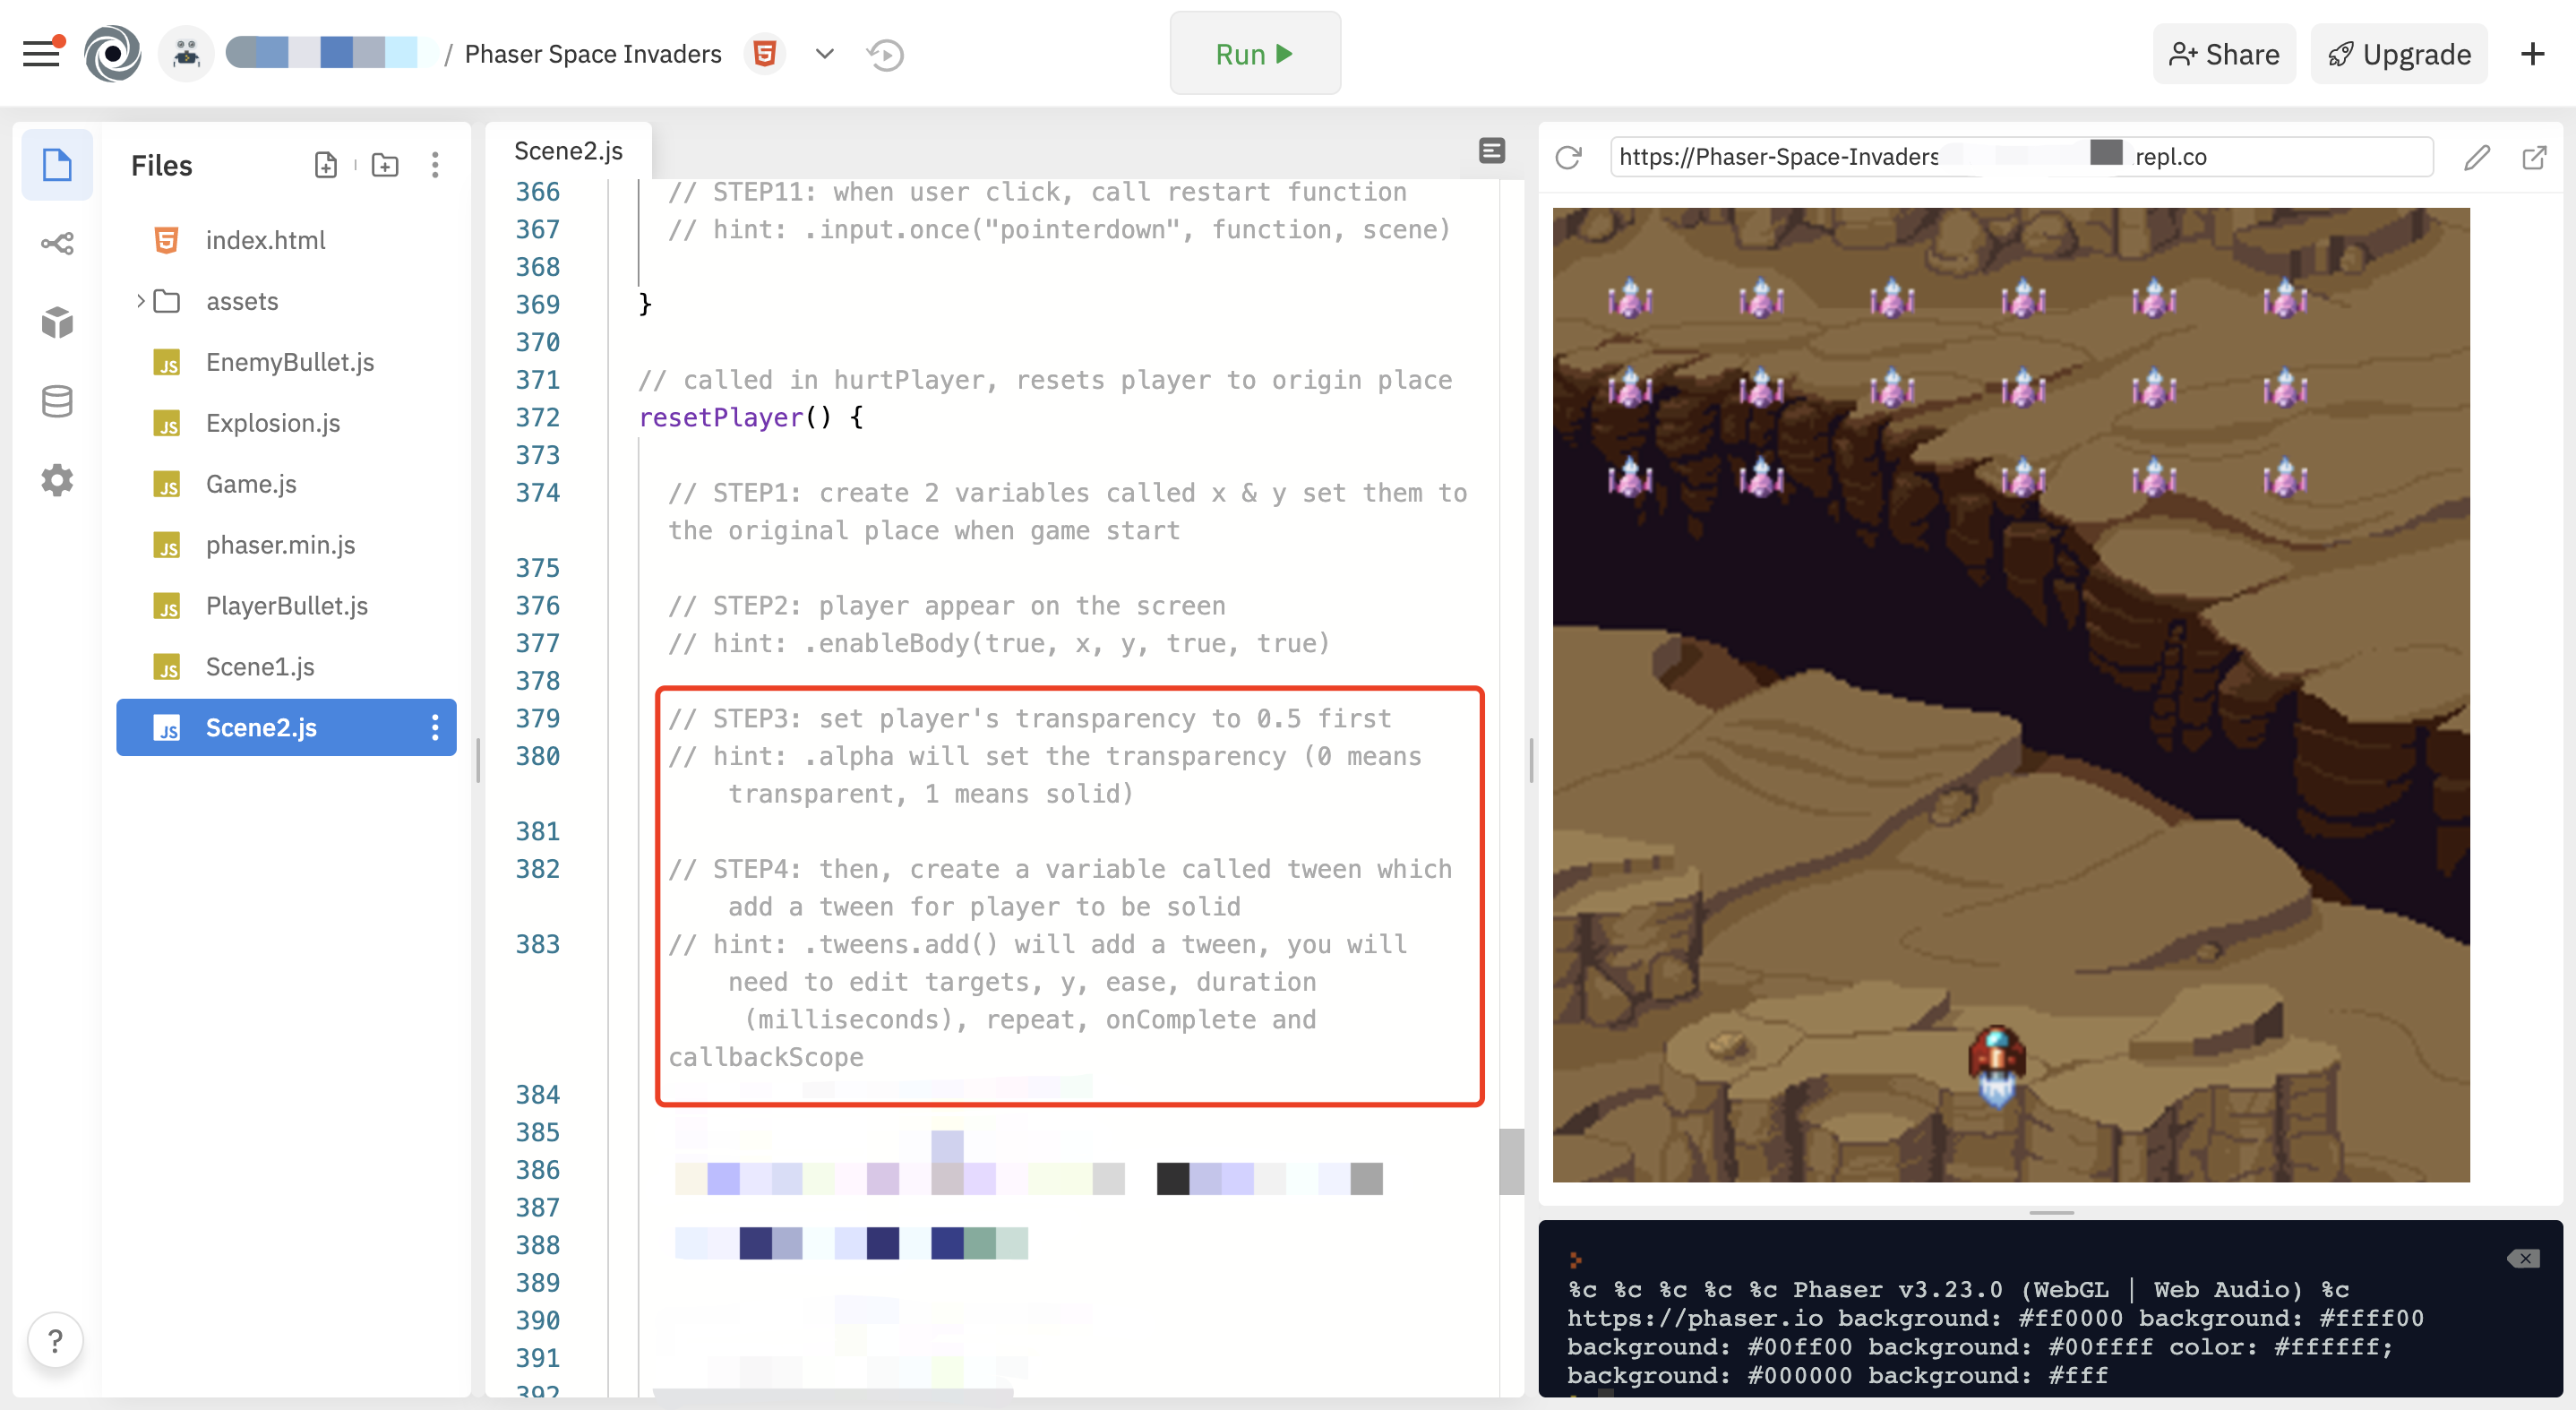 / Phaser Space Invaders
Run
Share
Upgrade
Files
index.html
assets
EnemyBullet.js
Explosion.js
Game.js
phaser.min.js
PlayerBullet.js
Scene1.js
Scene2.js
?
Scene2.js
366 // STEP11: when user click, call restart function
367 // hint: .input.once("pointerdown", function, scene)
368
369 }
370
371 // called in hurtPlayer, resets player to origin place
372 resetPlayer() {
373
374 // STEP1: create 2 variables called x & y set them to
the original place when game start
375
376 // STEP2: player appear on the screen
377 // hint: .enableBody(true, x, y, true, true)
378
379 // STEP3: set player's transparency to 0.5 first
380 // hint: .alpha will set the transparency (0 means
transparent, 1 means solid)
381
382 // STEP4: then, create a variable called tween which
add a tween for player to be solid
383 // hint: .tweens.add() will add a tween, you will
need to edit targets, y, ease, duration
(milliseconds), repeat, onComplete and
callbackScope
384
385
386
387
388
389
390
391
392
https://Phaser-Space-Invaders repl.co
%c %c %c %c %c Phaser v3.23.0 (WebGL | Web Audio) %c
https://phaser.io background: #ff0000 background: #ffff00
background: #00ff00 background: #00ffff color: #ffffff;
background: #000000 background: #fff